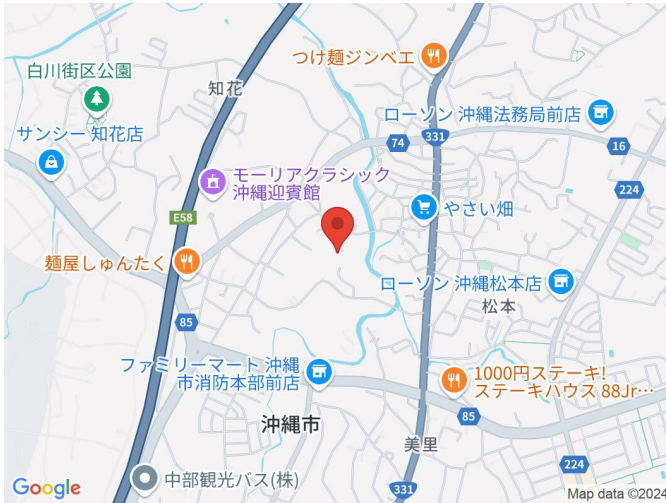 つけ麺ジンベエ
白川街区公園
知花
ローソン 沖縄法務局前店
サンシー 知花店
74
331
16
モーリアクラシック
沖縄迎賓館
224
E58
やさい畑
麺屋しゅんたく
ローソン 沖縄松本店
松本
85
ファミリーマート 沖縄
市消防本部前店
1000円ステーキ!
ステーキハウス 88Jr…
85
沖縄市
美里
224
中部観光バス(株)
331
Google
Map data ©2024